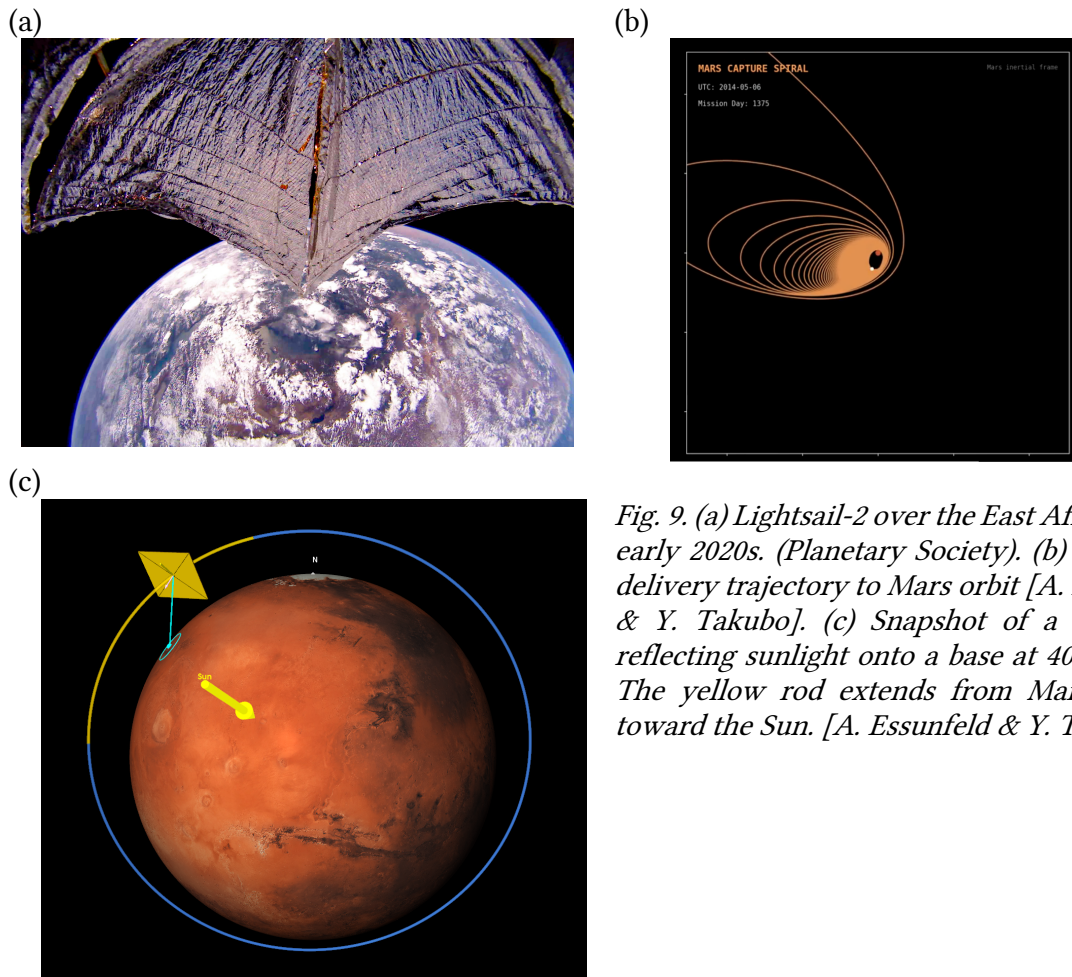 (a)
(b)
MARS CAPTURE SPIRAL
Mars inertial frame
UTC: 2014-05-06
Mission Day: 1375
(c)
N
Sun
Fig. 9. (a) Lightsail-2 over the East
early 2020s. (Planetary Society). (b)
delivery trajectory to Mars orbit [A.
& Y. Takubo]. (c) Snapshot of a
reflecting sunlight onto a base at 40
The yellow rod extends from
toward the Sun. [A. Essunfeld & Y.